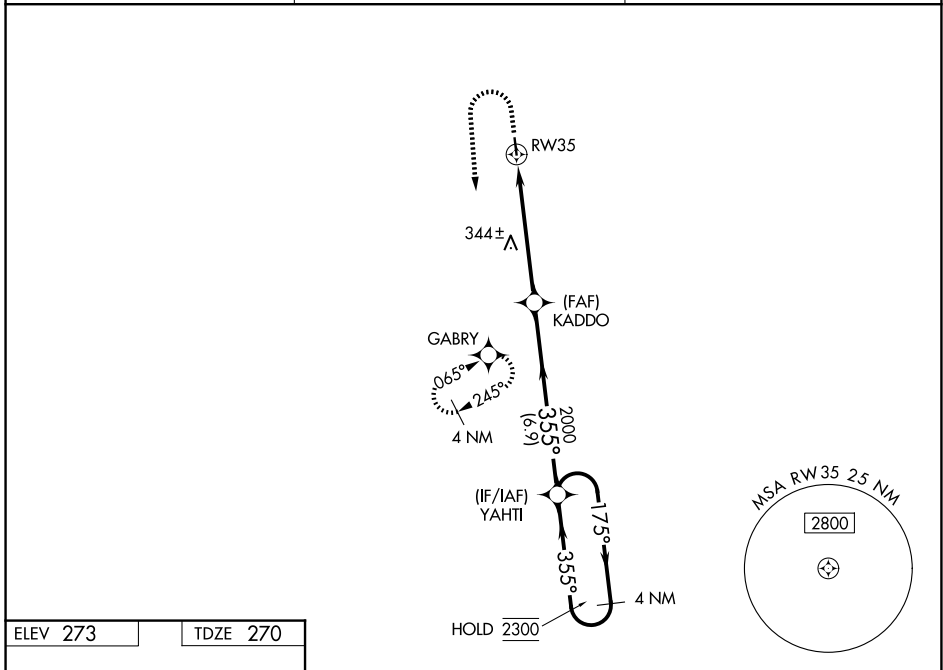 RW35
344±
(FAF)
KADDO
GABRY
065°
245°
4 NM
2000
355°
(6.9)
(IF/IAF)
YAHTI
175°
355°
4 NM
HOLD 2300
MSA RW35 25 NM
2800
ELEV 273
TDZE 270